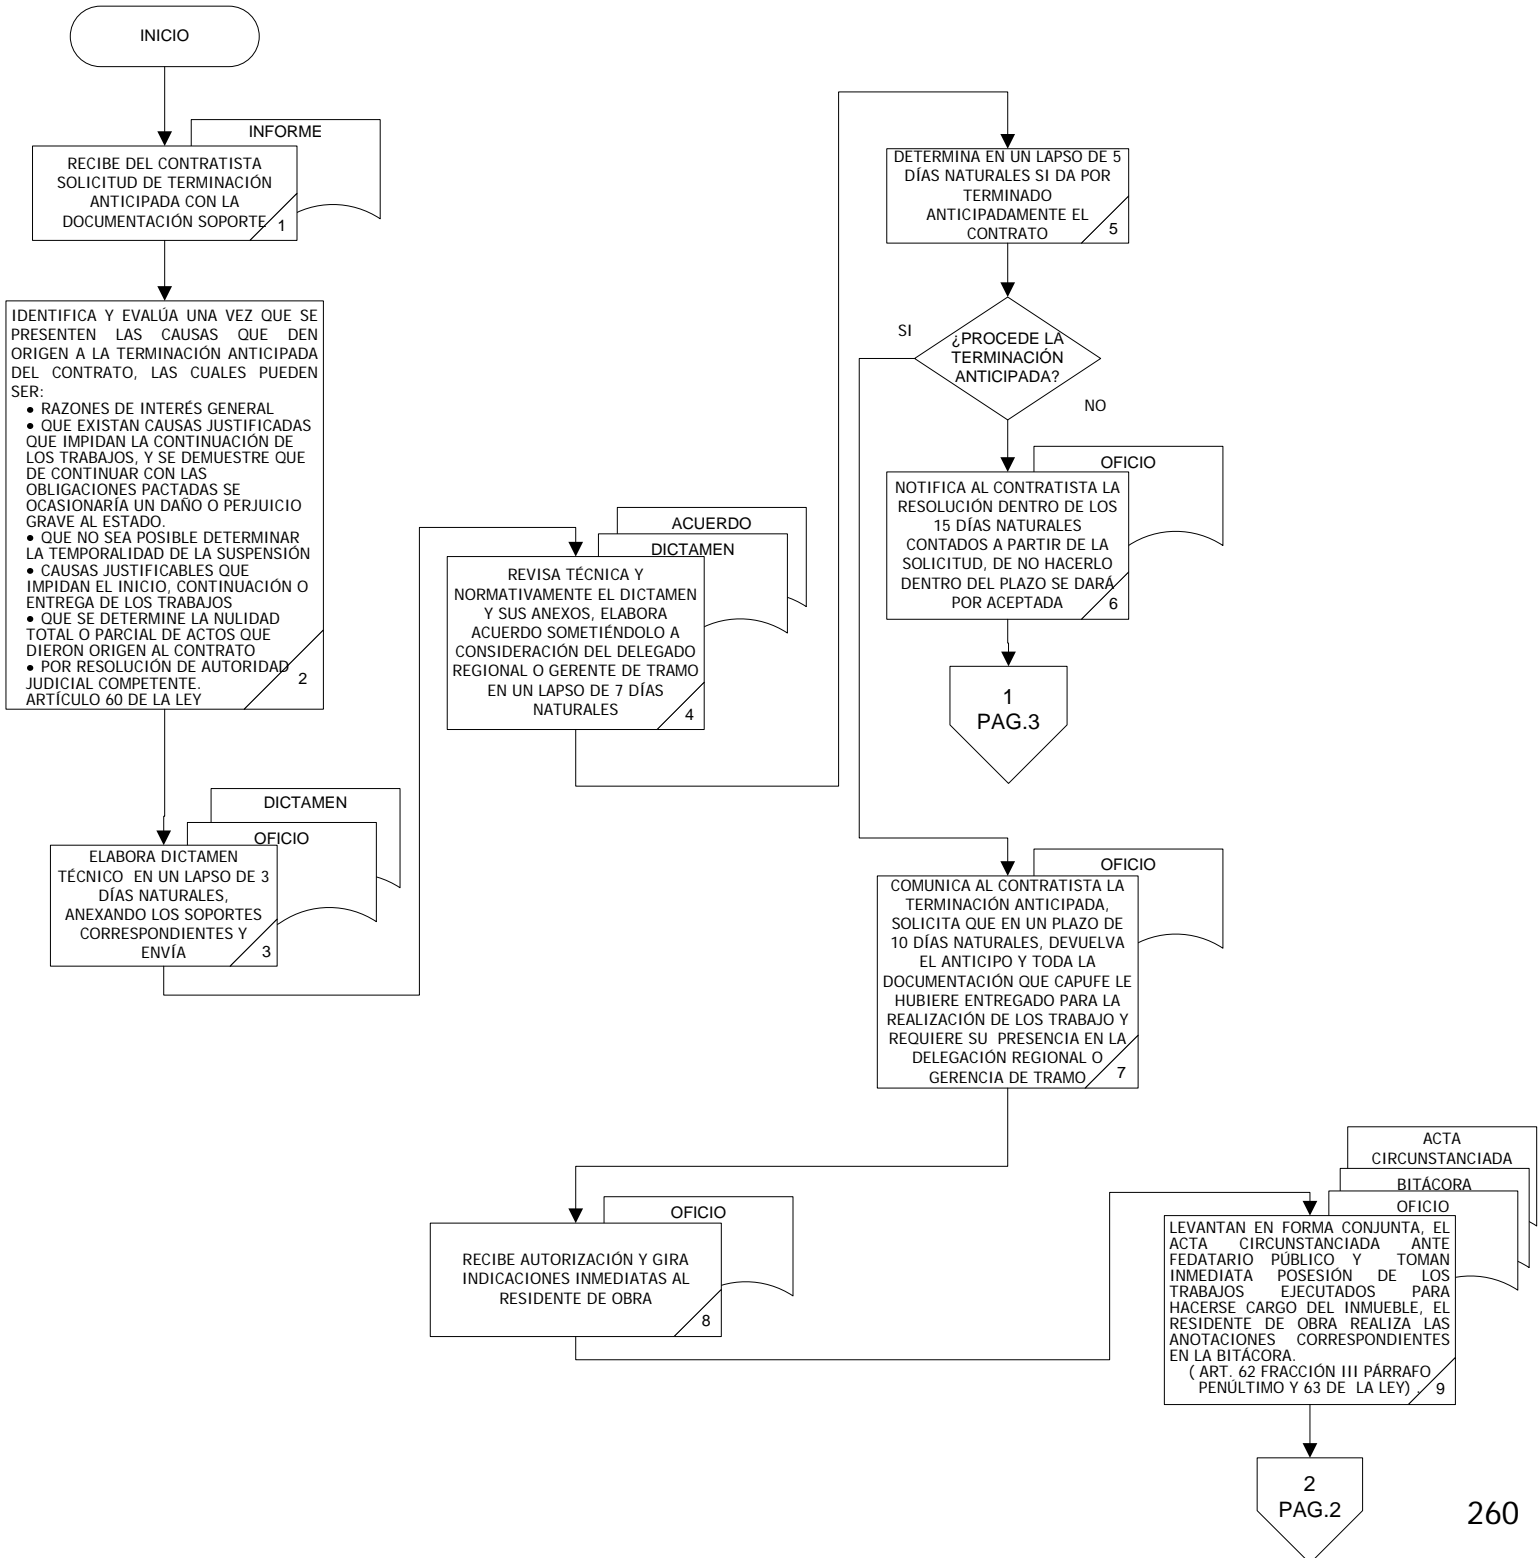 INICIO
INFORME
RECIBE DEL CONTRATISTA
SOLICITUD DE TERMINACIÓN
ANTICIPADA CON LA
DOCUMENTACIÓN SOPORTE
1
IDENTIFICA Y EVALÚA UNA VEZ QUE SE
PRESENTEN LAS CAUSAS QUE DEN
ORIGEN A LA TERMINACIÓN ANTICIPADA
DEL CONTRATO, LAS CUALES PUEDEN
SER:
• RAZONES DE INTERÉS GENERAL
• QUE EXISTAN CAUSAS JUSTIFICADAS
QUE IMPIDAN LA CONTINUACIÓN DE
LOS TRABAJOS, Y SE DEMUESTRE QUE
DE CONTINUAR CON LAS
OBLIGACIONES PACTADAS SE
OCASIONARÍA UN DAÑO O PERJUICIO
GRAVE AL ESTADO.
• QUE NO SEA POSIBLE DETERMINAR
LA TEMPORALIDAD DE LA SUSPENSIÓN
• CAUSAS JUSTIFICABLES QUE
IMPIDAN EL INICIO, CONTINUACIÓN O
ENTREGA DE LOS TRABAJOS
• QUE SE DETERMINE LA NULIDAD
TOTAL O PARCIAL DE ACTOS QUE
DIERON ORIGEN AL CONTRATO
• POR RESOLUCIÓN DE AUTORIDAD
JUDICIAL COMPETENTE.
ARTÍCULO 60 DE LA LEY
2
DICTAMEN
OFICIO
ELABORA DICTAMEN
TÉCNICO EN UN LAPSO DE 3
DÍAS NATURALES,
ANEXANDO LOS SOPORTES
CORRESPONDIENTES Y
ENVÍA
3
ACUERDO
DICTAMEN
REVISA TÉCNICA Y
NORMATIVAMENTE EL DICTAMEN
Y SUS ANEXOS, ELABORA
ACUERDO SOMETIÉNDOLO A
CONSIDERACIÓN DEL DELEGADO
REGIONAL O GERENTE DE TRAMO
EN UN LAPSO DE 7 DÍAS
NATURALES
4
DETERMINA EN UN LAPSO DE 5
DÍAS NATURALES SI DA POR
TERMINADO
ANTICIPADAMENTE EL
CONTRATO
5
SI
¿PROCEDE LA
TERMINACIÓN
ANTICIPADA?
NO
OFICIO
NOTIFICA AL CONTRATISTA LA
RESOLUCIÓN DENTRO DE LOS
15 DÍAS NATURALES
CONTADOS A PARTIR DE LA
SOLICITUD, DE NO HACERLO
DENTRO DEL PLAZO SE DARÁ
POR ACEPTADA
6
1
PAG.3
OFICIO
COMUNICA AL CONTRATISTA LA
TERMINACIÓN ANTICIPADA,
SOLICITA QUE EN UN PLAZO DE
10 DÍAS NATURALES, DEVUELVA
EL ANTICIPO Y TODA LA
DOCUMENTACIÓN QUE CAPUFE LE
HUBIERE ENTREGADO PARA LA
REALIZACIÓN DE LOS TRABAJO Y
REQUIERE SU PRESENCIA EN LA
DELEGACIÓN REGIONAL O
GERENCIA DE TRAMO
7
OFICIO
RECIBE AUTORIZACIÓN Y GIRA
INDICACIONES INMEDIATAS AL
RESIDENTE DE OBRA
8
ACTA
CIRCUNSTANCIADA
BITÁCORA
OFICIO
LEVANTAN EN FORMA CONJUNTA, EL
ACTA CIRCUNSTANCIADA ANTE
FEDATARIO PÚBLICO Y TOMAN
INMEDIATA POSESIÓN DE LOS
TRABAJOS EJECUTADOS PARA
HACERSE CARGO DEL INMUEBLE, EL
RESIDENTE DE OBRA REALIZA LAS
ANOTACIONES CORRESPONDIENTES
EN LA BITÁCORA.
( ART. 62 FRACCIÓN III PÁRRAFO
PENÚLTIMO Y 63 DE LA LEY) .
9
2
PAG.2
260